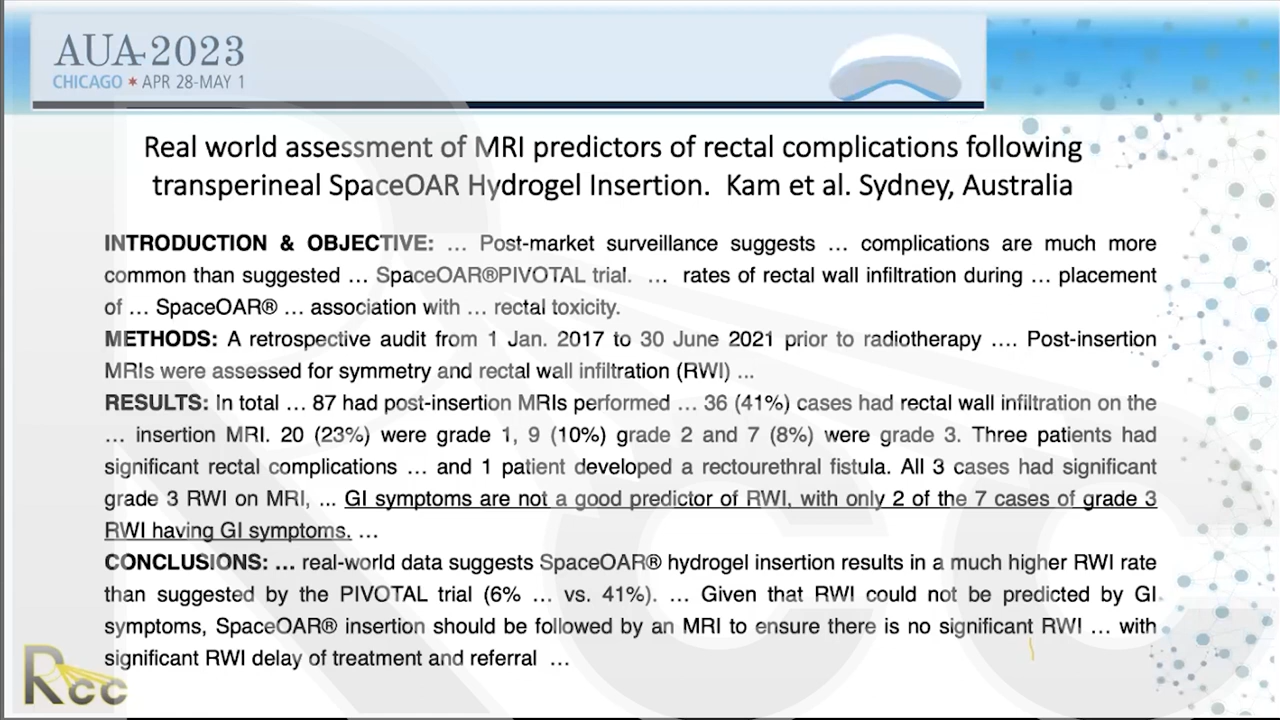 AUA 2023
CHICAGO ★ APR 28-MAY 1
Real world assessment of MRI predictors of rectal complications following
transperineal SpaceOAR Hydrogel Insertion.  Kam et al. Sydney, Australia
INTRODUCTION & OBJECTIVE: … Post-market surveillance suggests … complications are much more
common than suggested … SpaceOAR®PIVOTAL trial. … rates of rectal wall infiltration during … placement
of … SpaceOAR® … association with … rectal toxicity.
METHODS: A retrospective audit from 1 Jan. 2017 to 30 June 2021 prior to radiotherapy …. Post-insertion
MRIs were assessed for symmetry and rectal wall infiltration (RWI) ...
RESULTS: In total … 87 had post-insertion MRIs performed … 36 (41%) cases had rectal wall infiltration on the
… insertion MRI. 20 (23%) were grade 1, 9 (10%) grade 2 and 7 (8%) were grade 3. Three patients had
significant rectal complications … and 1 patient developed a rectourethral fistula. All 3 cases had significant
grade 3 RWI on MRI, ... GI symptoms are not a good predictor of RWI, with only 2 of the 7 cases of grade 3
RWI having GI symptoms. …
CONCLUSIONS: … real-world data suggests SpaceOAR® hydrogel insertion results in a much higher RWI rate
than suggested by the PIVOTAL trial (6% … vs. 41%). … Given that RWI could not be predicted by GI
symptoms, SpaceOAR® insertion should be followed by an MRI to ensure there is no significant RWI … with
significant RWI delay of treatment and referral …
Rcc